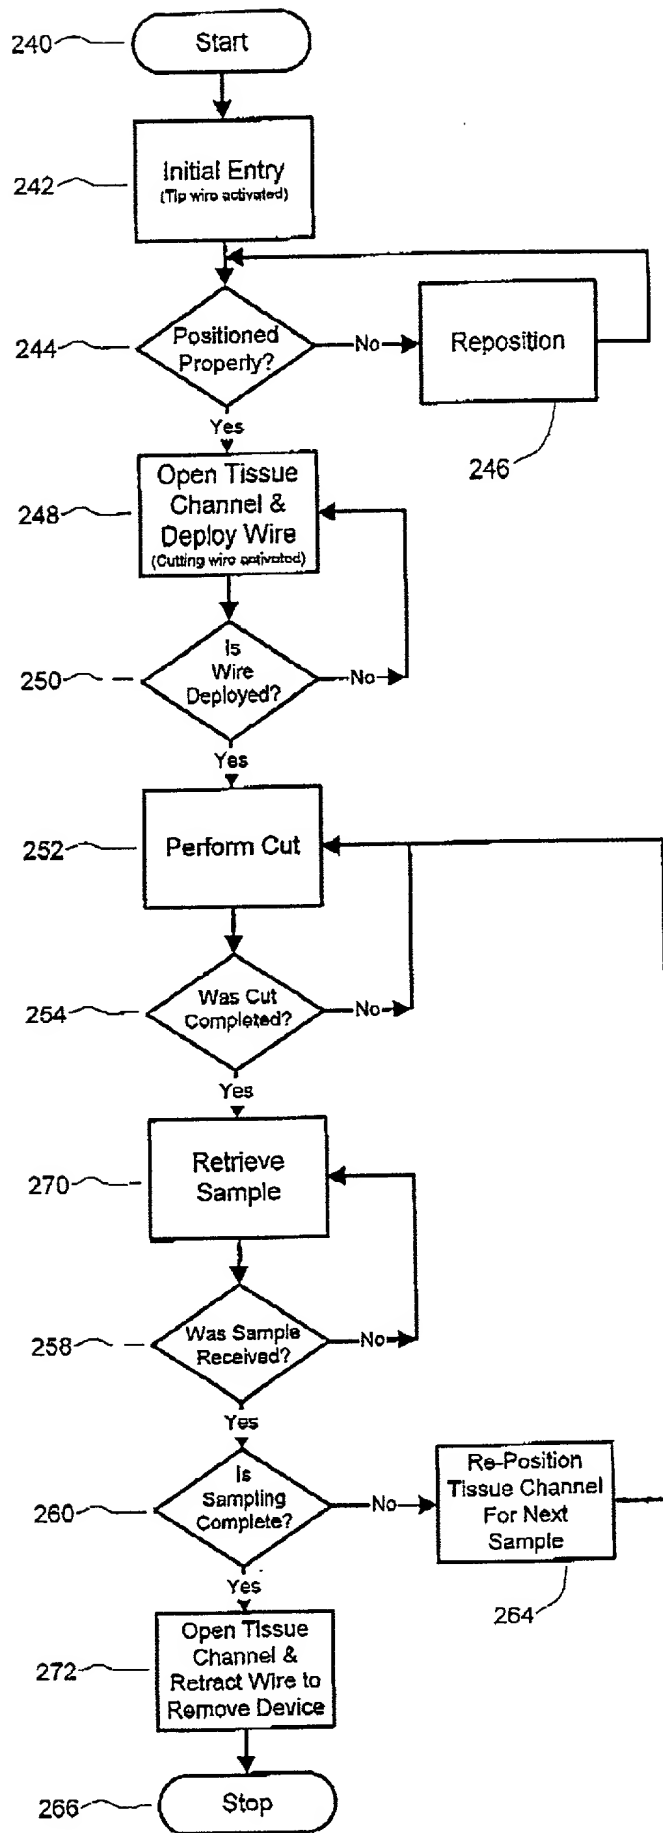 240
Start
242
Initial Entry
(Tip wire activated)
244
Positioned
Properly?
No
Reposition
246
Yes
248
Open Tissue
Channel &
Deploy Wire
(Cutting wire activated)
250
Is
Wire
Deployed?
No
Yes
252
Perform Cut
254
Was Cut
Completed?
No
Yes
270
Retrieve
Sample
258
Was Sample
Received?
No
Yes
260
Is
Sampling
Complete?
No
Re-Position
Tissue Channel
For Next
Sample
264
Yes
272
Open Tissue
Channel &
Retract Wire to
Remove Device
266
Stop